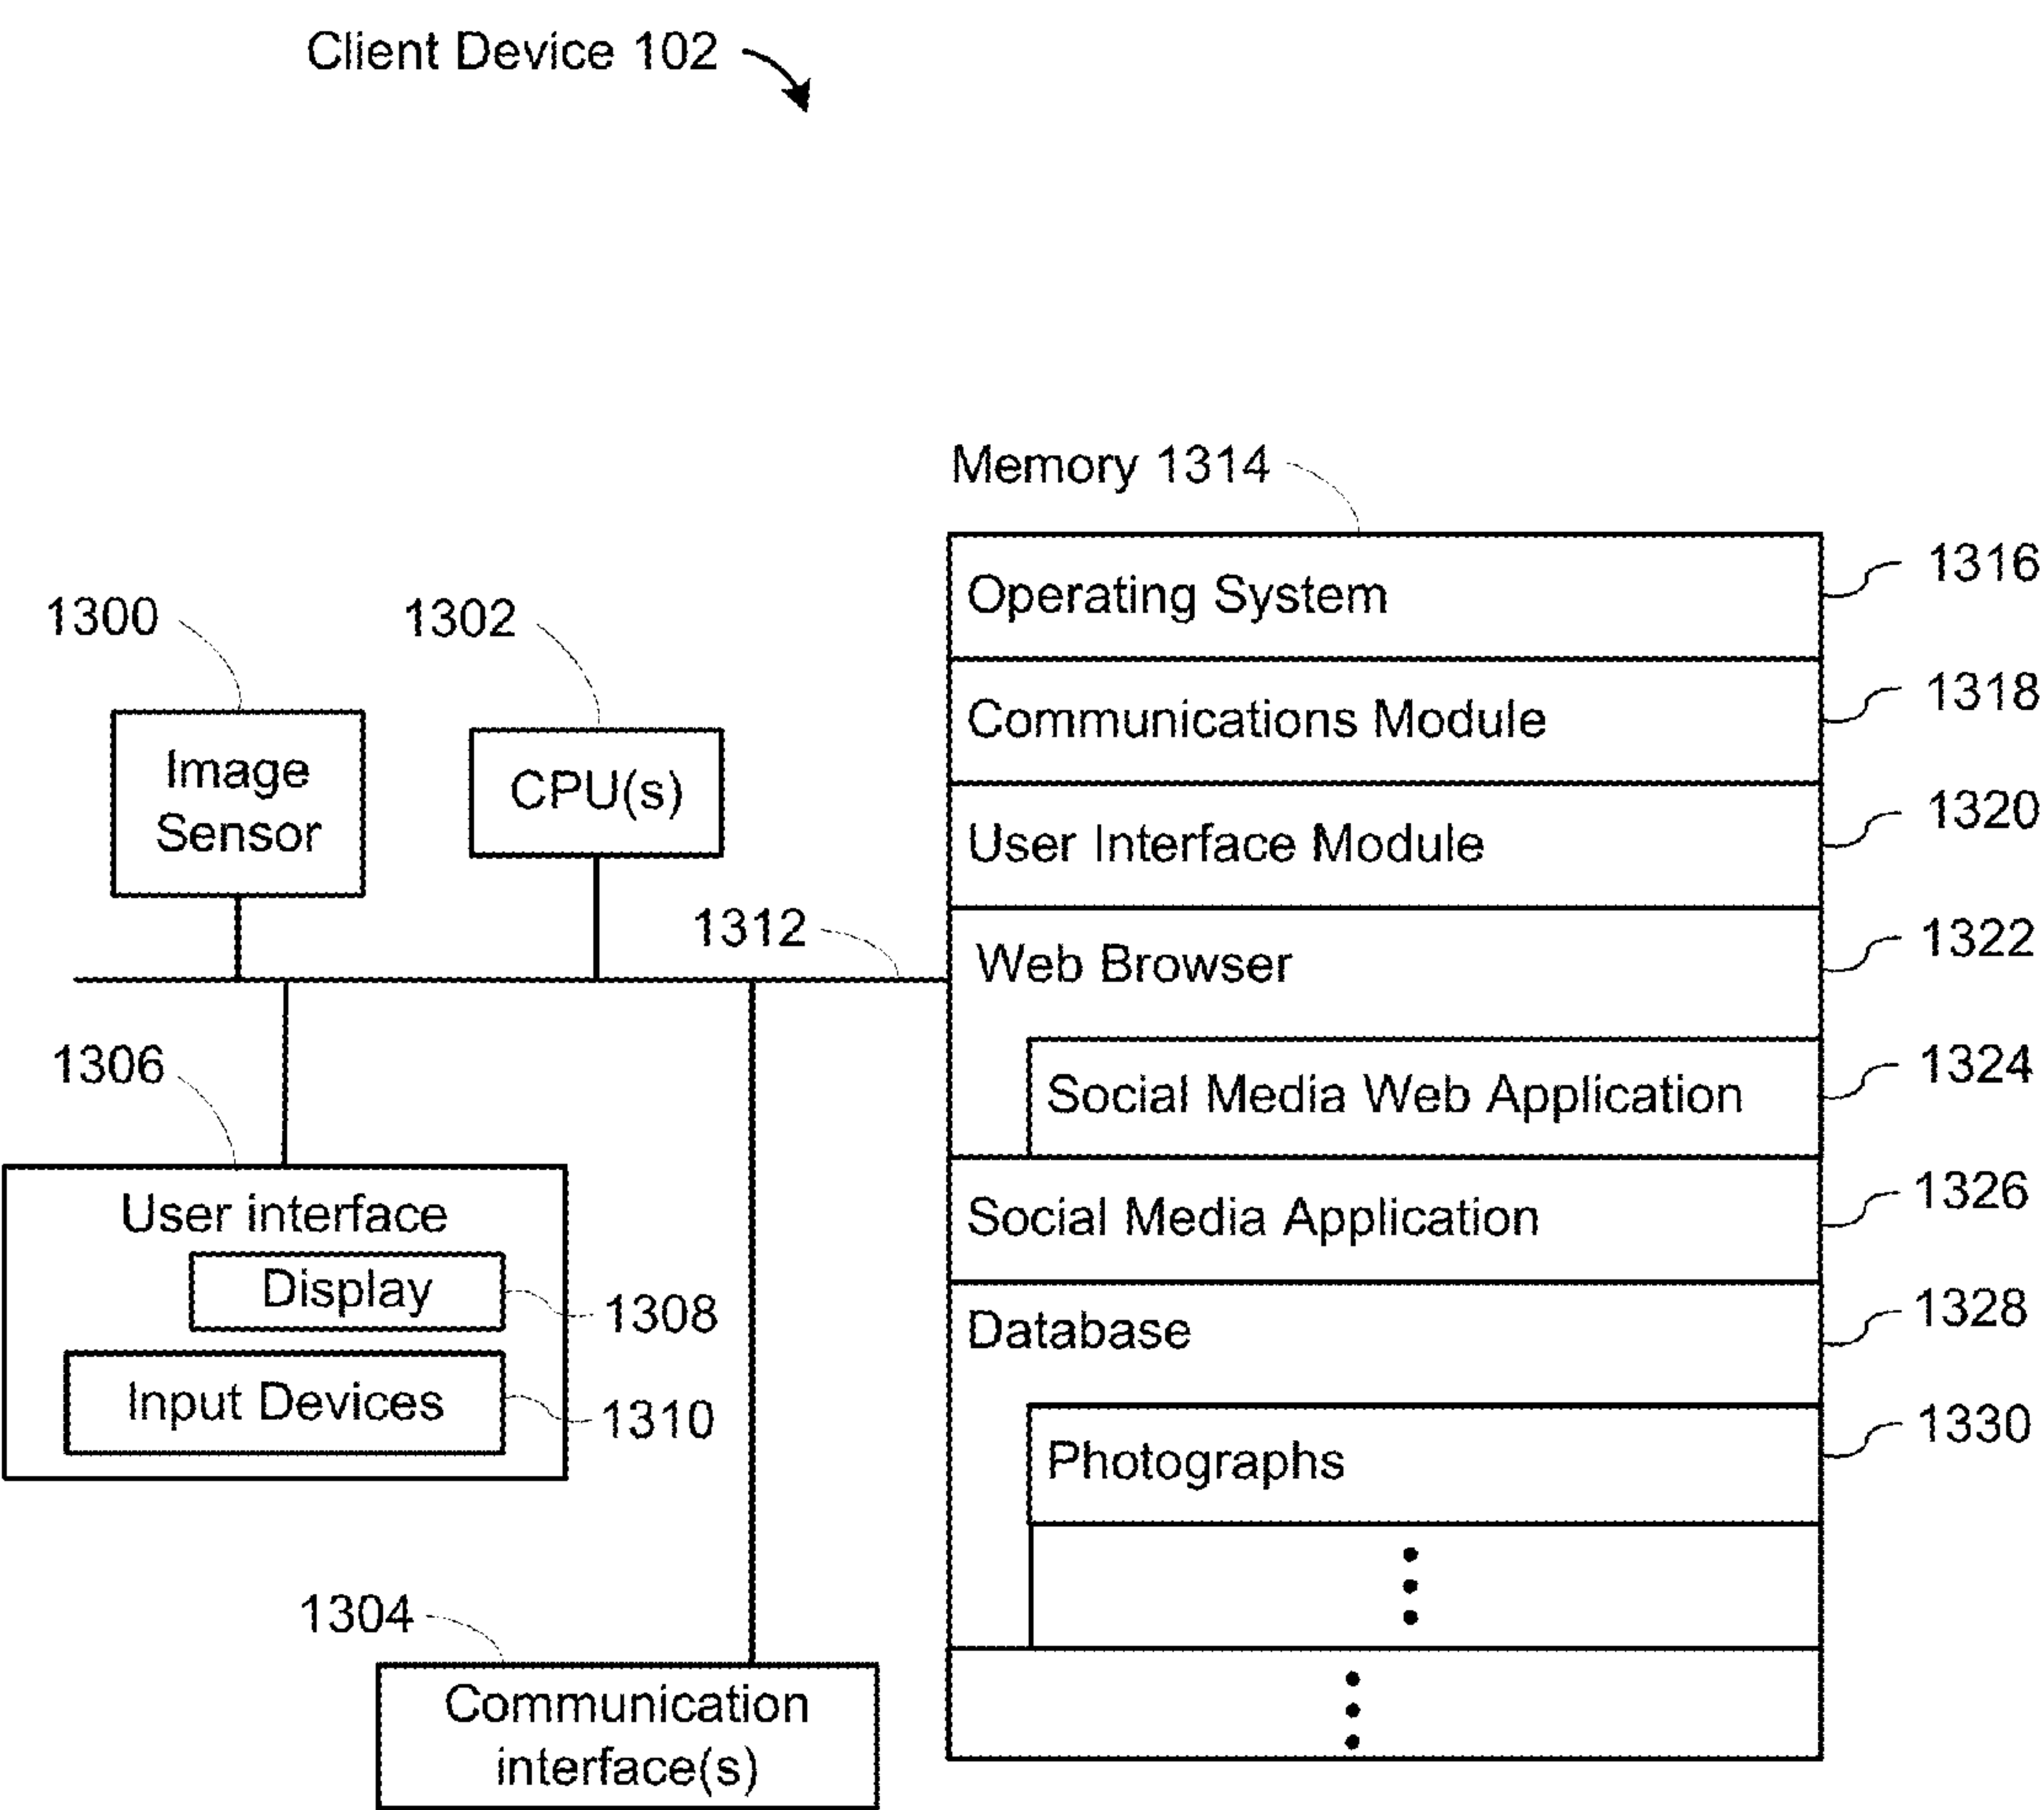 Client Device 102
Memory 1314
Operating System
1316
Communications Module
1318
User Interface Module
1320
Web Browser
1322
Social Media Web Application
1324
Social Media Application
1326
Database
1328
Photographs
1330
1300
Image
Sensor
1302
CPU(s)
1312
1306
User interface
Display
1308
Input Devices
1310
1304
Communication
interface(s)